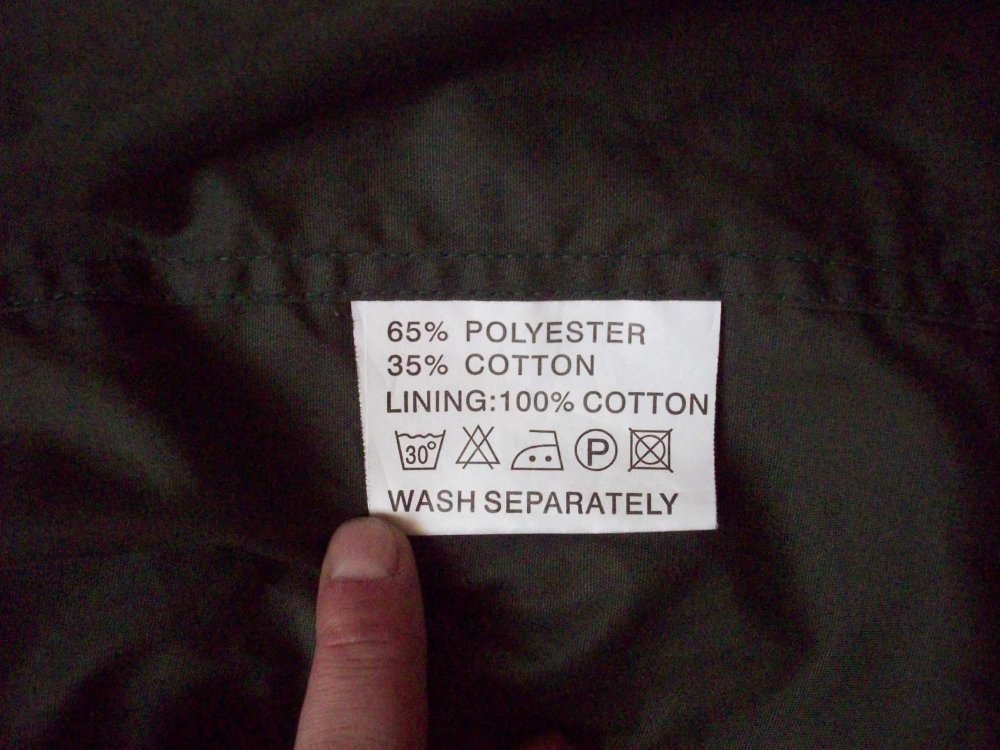 65% POLYESTER
35% COTTON
LINING:100% COTTON
30° P
WASH SEPARATELY